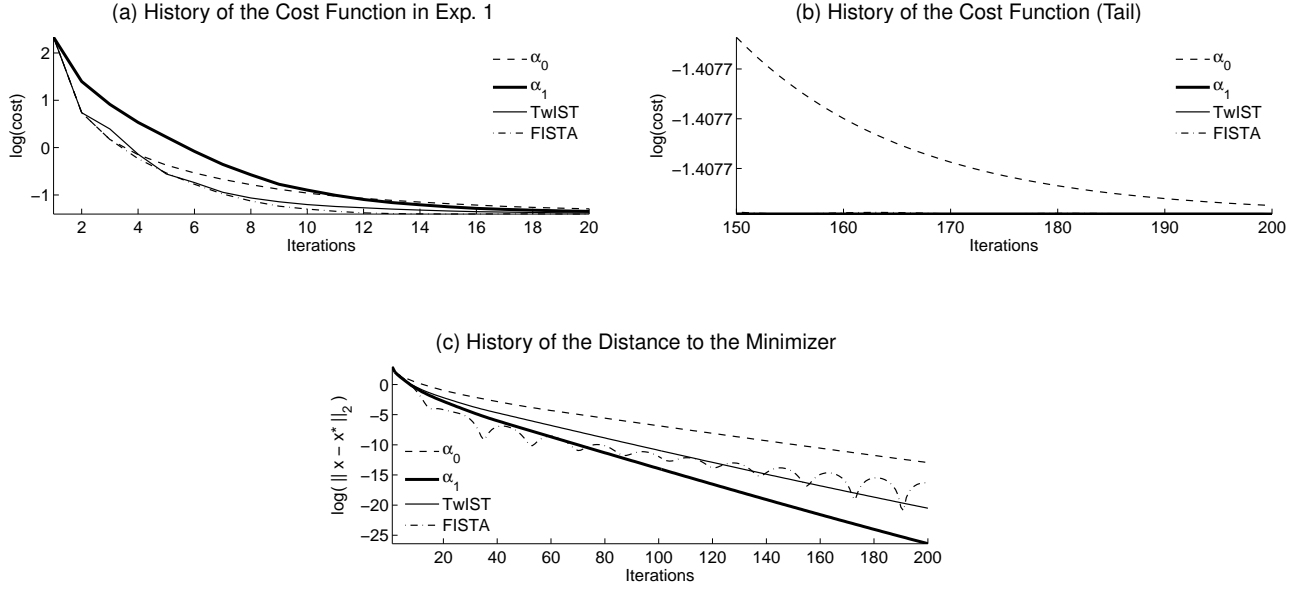 (a) History of the Cost Function in Exp. 1
2
1
0
−1
log(cost)
2 4 6 8 10 12 14 16 18 20
Iterations
α0
α1
TwIST
FISTA
(b) History of the Cost Function (Tail)
−1.4077
−1.4077
−1.4077
log(cost)
150 160 170 180 190 200
Iterations
α0
α1
TwIST
FISTA
(c) History of the Distance to the Minimizer
0
−5
−10
−15
−20
−25
log( || x − x* ||2 )
20 40 60 80 100 120 140 160 180 200
Iterations
α0
α1
TwIST
FISTA